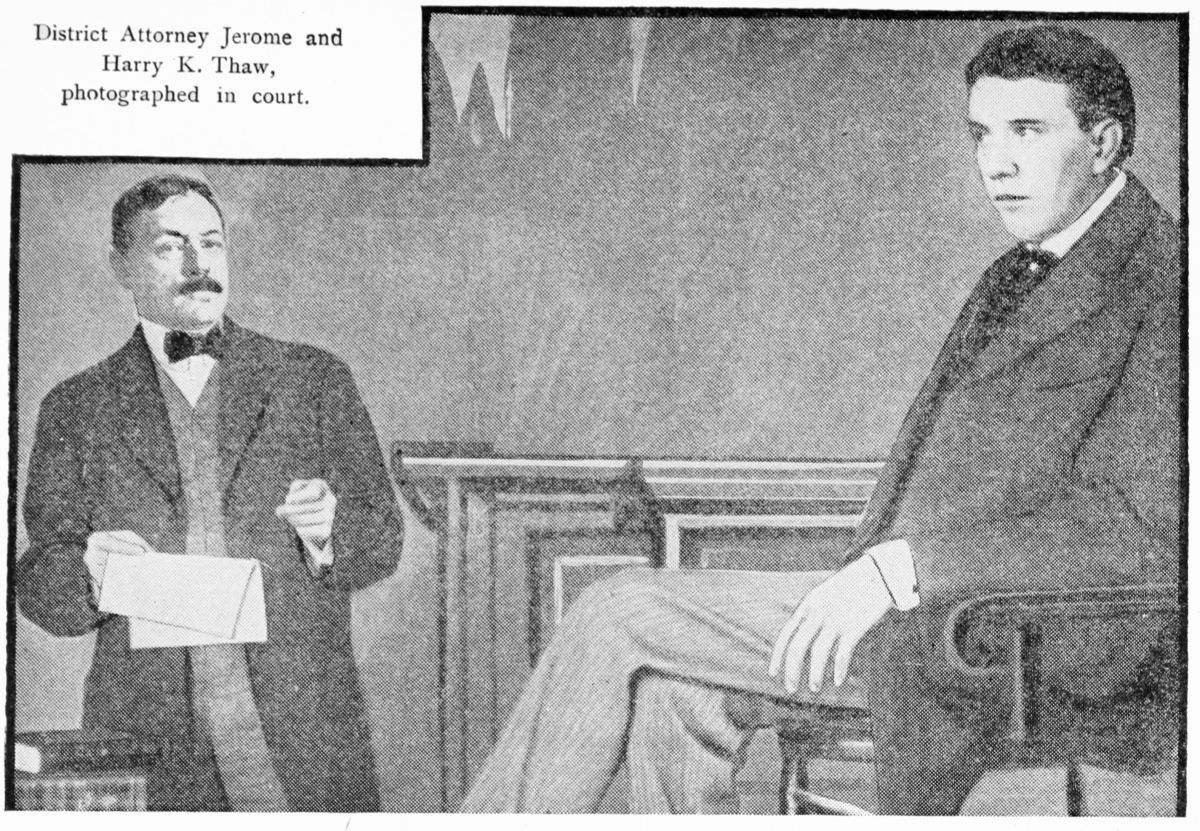 District Attorney Jerome and
Harry K. Thaw,
photographed in court.